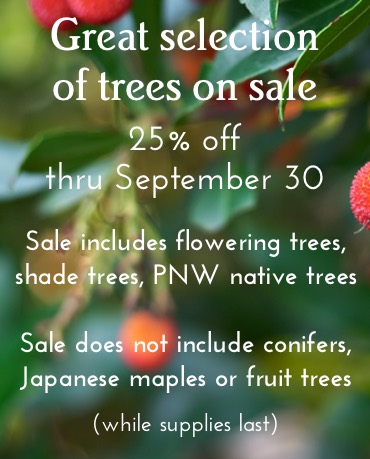 Great selection
of trees on sale
25% off
thru September 30
Sale includes flowering trees,
shade trees, PNW native trees
Sale does not include conifers,
Japanese maples or fruit trees
(while supplies last)